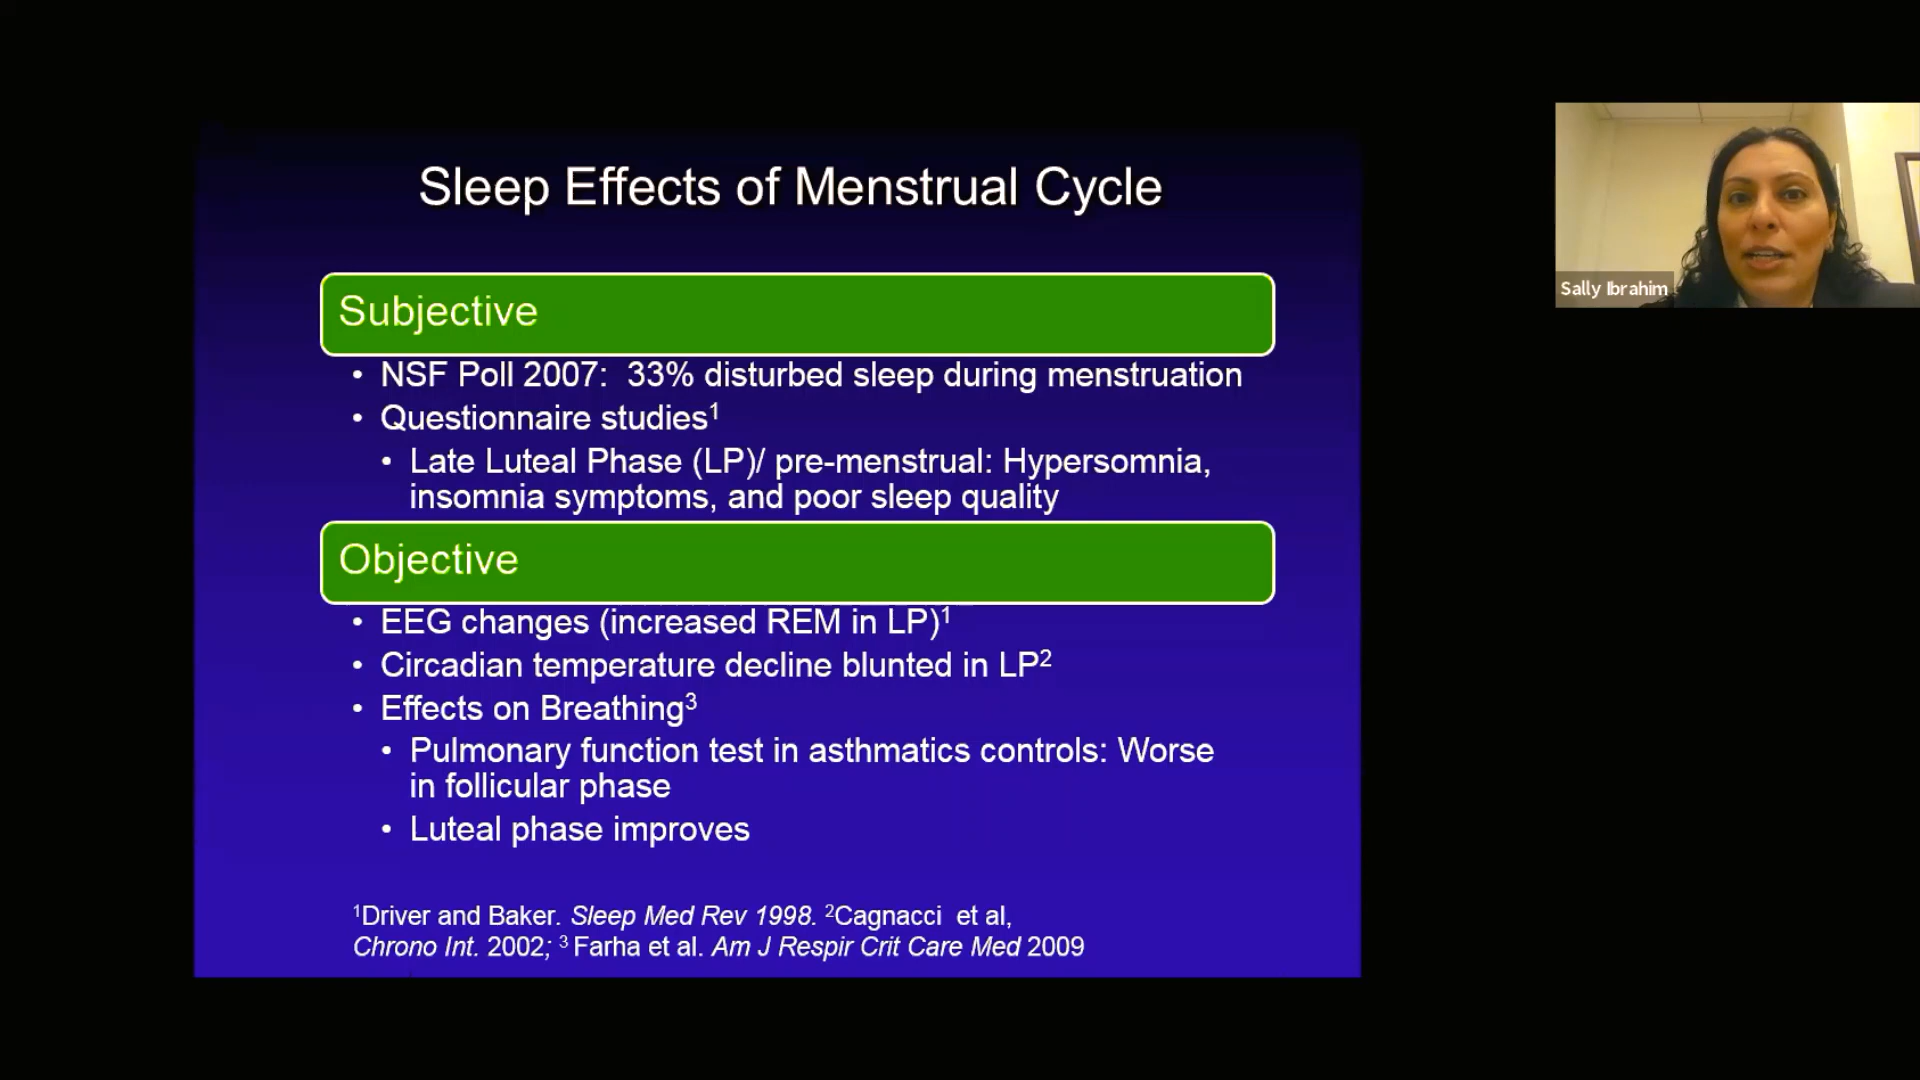 Sleep Effects of Menstrual Cycle
Subjective
• NSF Poll 2007:  33% disturbed sleep during menstruation
• Questionnaire studies¹
• Late Luteal Phase (LP)/ pre-menstrual: Hypersomnia,
insomnia symptoms, and poor sleep quality
Objective
• EEG changes (increased REM in LP)¹
• Circadian temperature decline blunted in LP²
• Effects on Breathing³
• Pulmonary function test in asthmatics controls: Worse
in follicular phase
• Luteal phase improves
¹Driver and Baker. Sleep Med Rev 1998. ²Cagnacci  et al,
Chrono Int. 2002; ³ Farha et al. Am J Respir Crit Care Med 2009
Sally Ibrahim